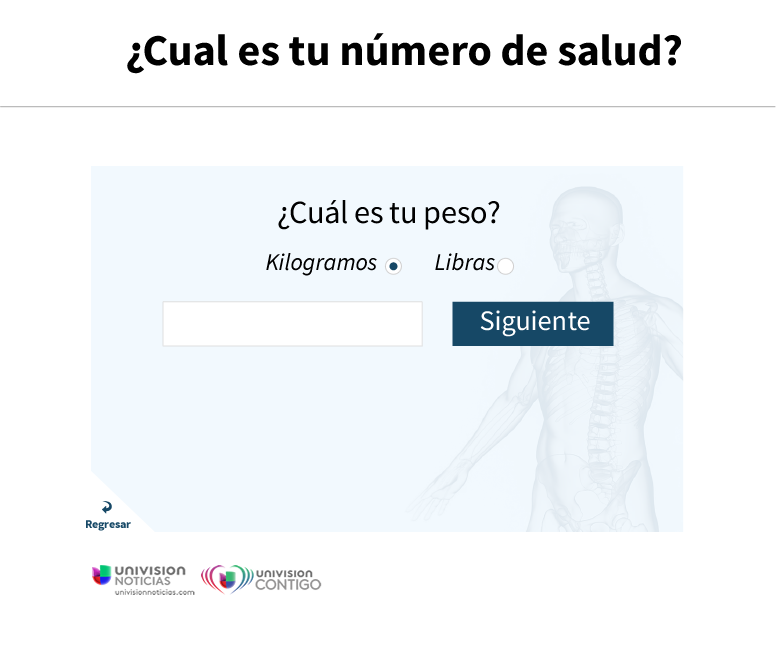 ¿Cual es tu número de salud?
¿Cuál es tu peso?
Kilogramos Libras
Siguiente
Regresar
UNIVISION
NOTICIAS
univisionnoticias.com
UNIVISION
CONTIGO